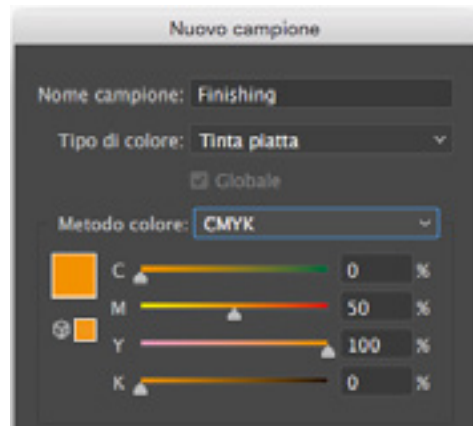 Nuovo campione
Nome campione: Finishing
Tipo di colore: Tinta piatta
Globale
Metodo colore: CMYK
C 0 %
M 50 %
Y 100 %
K 0 %